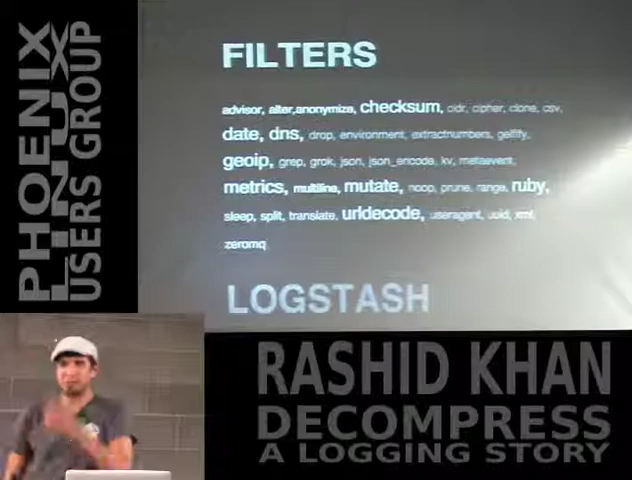 PHOENIX
LINUX
USERS GROUP
FILTERS
advisor, alter,anonymize, checksum, cidr, cipher, clone, csv,
date, dns, drop, environment, extractnumbers, gelfify,
geoip, grep, grok, json, json_encode, kv, metaevent,
metrics, multiline, mutate, noop, prune, range, ruby,
sleep, split, translate, urldecode, useragent, uuid, xml,
zeromq
LOGSTASH
RASHID KHAN
DECOMPRESS
A LOGGING STORY